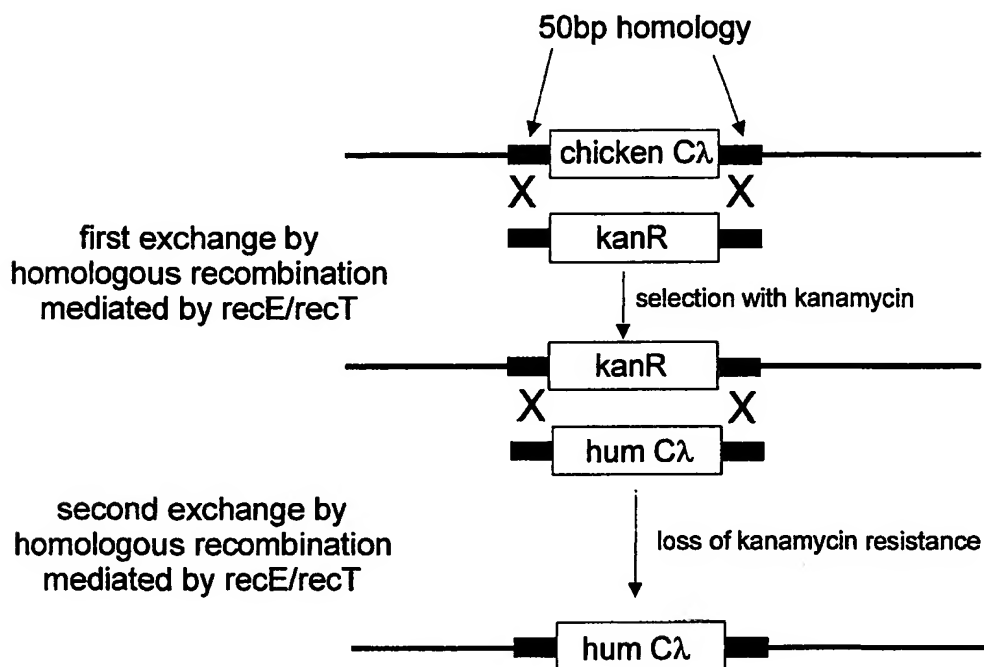 50bp homology
chicken Cλ
X X
kanR
first exchange by
homologous recombination
mediated by recE/recT
selection with kanamycin
kanR
X X
hum Cλ
second exchange by
homologous recombination
mediated by recE/recT
loss of kanamycin resistance
hum Cλ